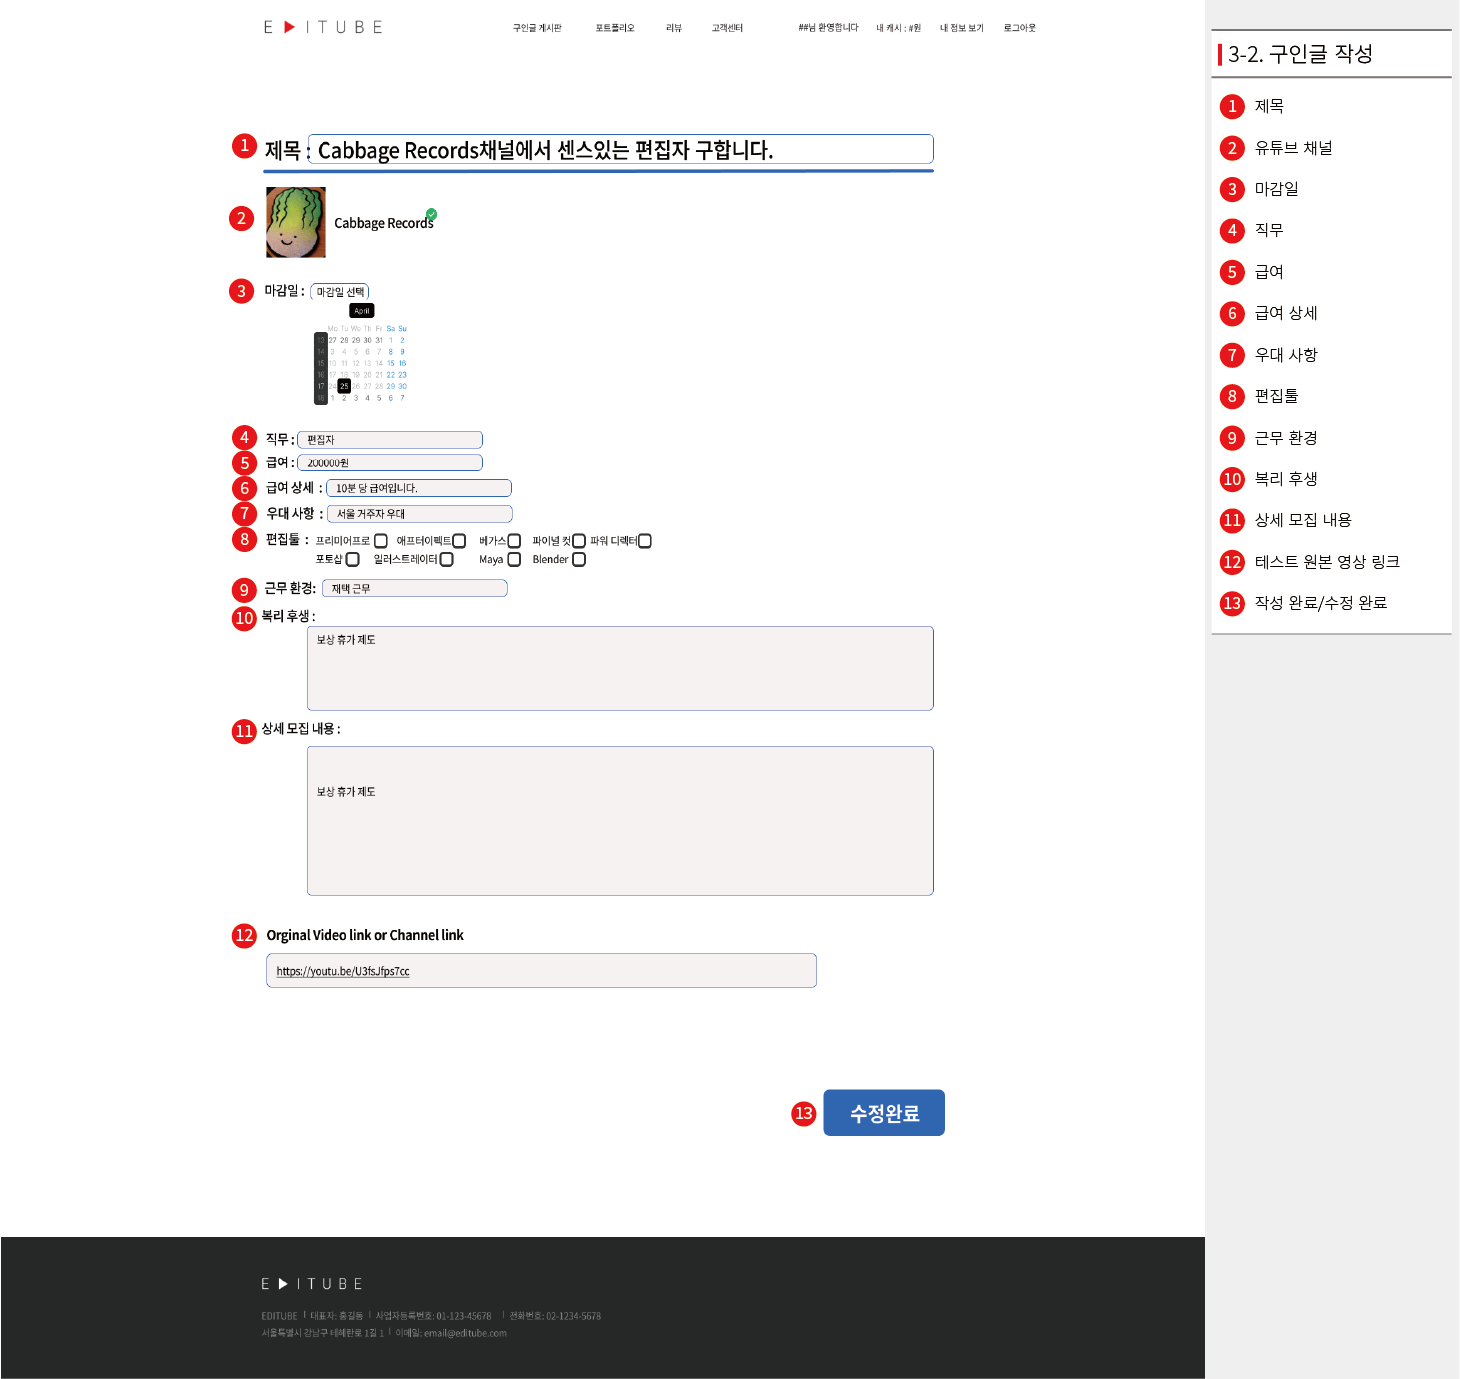 E▶ITUBE 구인글 게시판 포트폴리오 리뷰 고객센터 ##님 환영합니다 내 캐시 : #원 내 정보 보기 로그아웃
1 제목 : Cabbage Records채널에서 센스있는 편집자 구합니다.
2 Cabbage Records
3 마감일 : 마감일 선택
April
Mo Tu We Th Fr Sa Su
13 27 28 29 30 31 1 2
14 3 4 5 6 7 8 9
15 10 11 12 13 14 15 16
16 17 18 19 20 21 22 23
17 24 25 26 27 28 29 30
18 1 2 3 4 5 6 7
4 직무 : 편집자
5 급여 : 200000원
6 급여 상세 : 10분 당 급여입니다.
7 우대 사항 : 서울 거주자 우대
8 편집툴 : 프리미어프로 애프터이펙트 베가스 파이널 컷 파워 디렉터
포토샵 일러스트레이터 Maya Blender
9 근무 환경: 재택 근무
10 복리 후생 :
보상 휴가 제도
11 상세 모집 내용 :
보상 휴가 제도
12 Orginal Video link or Channel link
https://youtu.be/U3fsJfps7cc
13 수정완료
E▶ITUBE
EDITUBE | 대표자: 홍길동 | 사업자등록번호: 01-123-45678 | 전화번호: 02-1234-5678
서울특별시 강남구 테헤란로 1길 1 | 이메일: email@editube.com
3-2. 구인글 작성
1 제목
2 유튜브 채널
3 마감일
4 직무
5 급여
6 급여 상세
7 우대 사항
8 편집툴
9 근무 환경
10 복리 후생
11 상세 모집 내용
12 테스트 원본 영상 링크
13 작성 완료/수정 완료